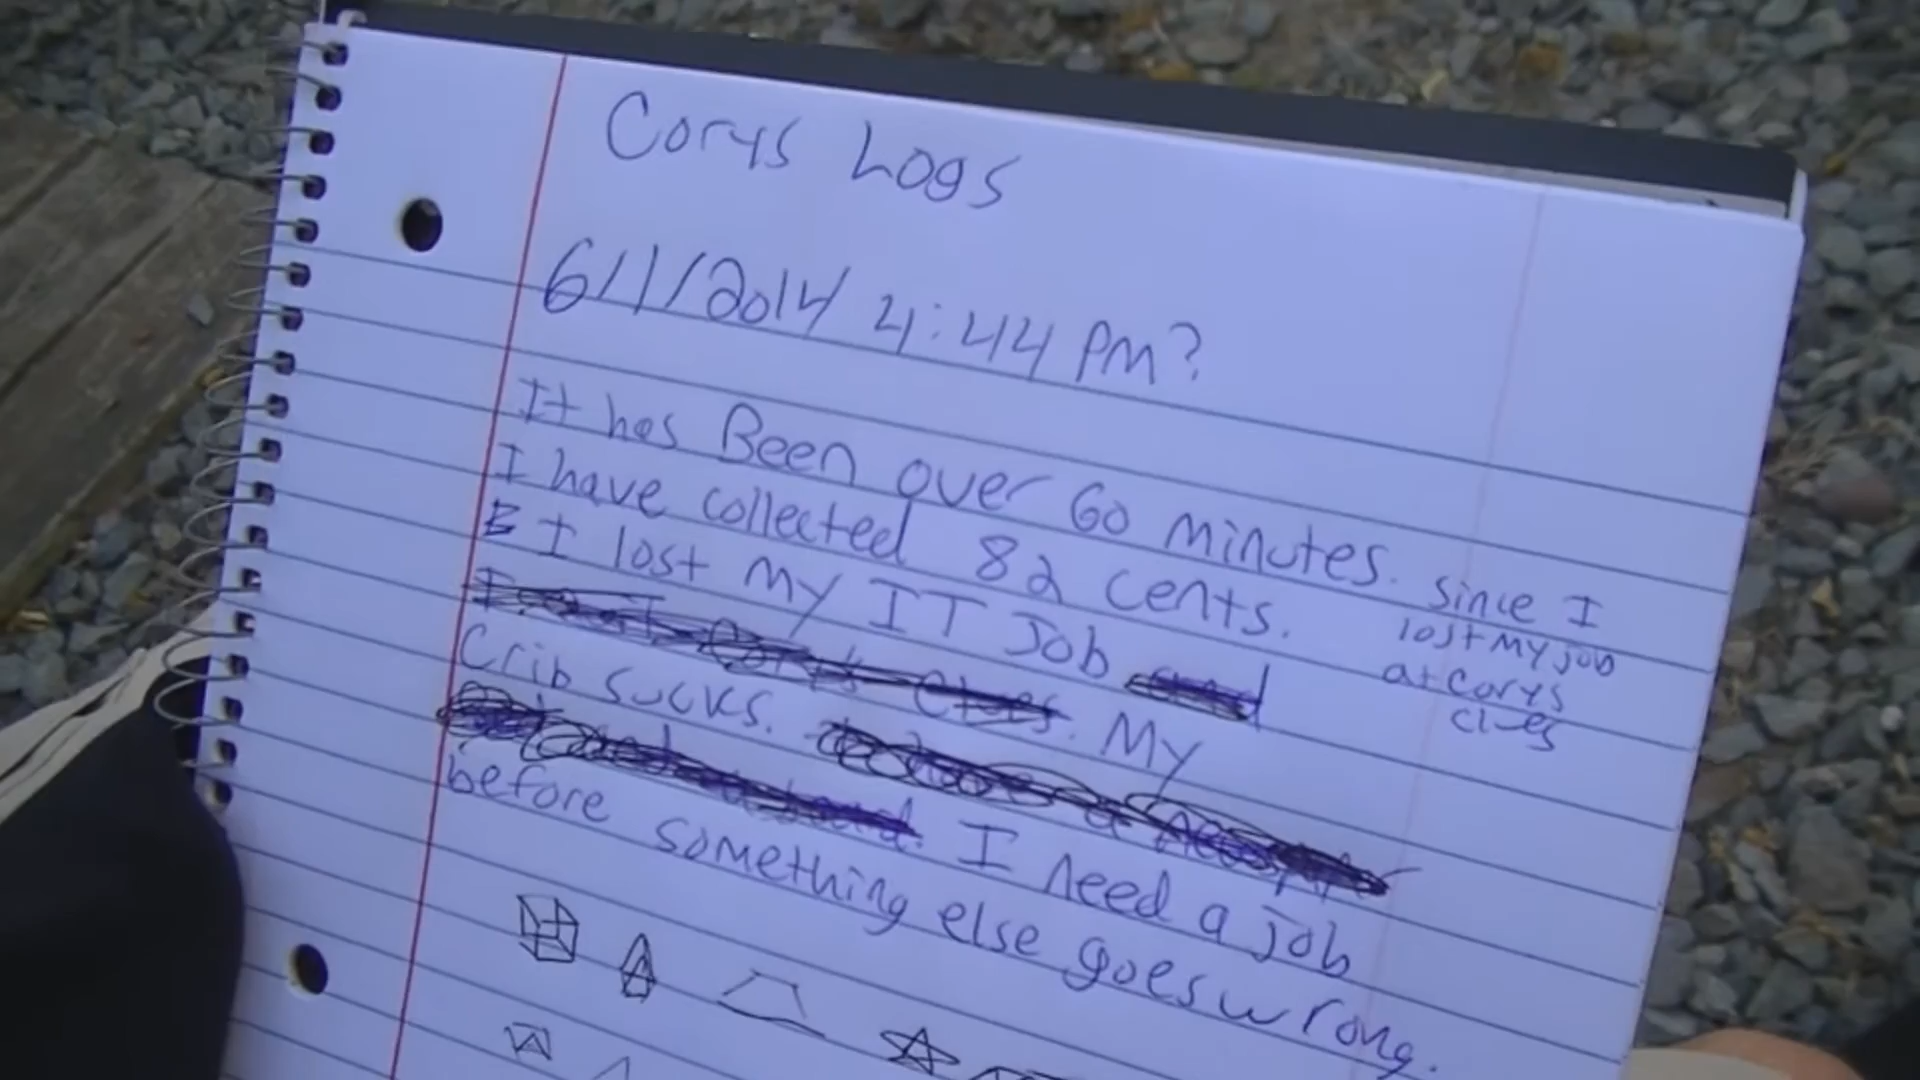 Corys Logs
6/1/2014 4:44 PM?
It has Been over 60 minutes. since I
lost my job
at Corys
clues
I have collected 82 cents.
I lost my IT Job
My
Crib sucks.
I need a job
before something else goes wrong.